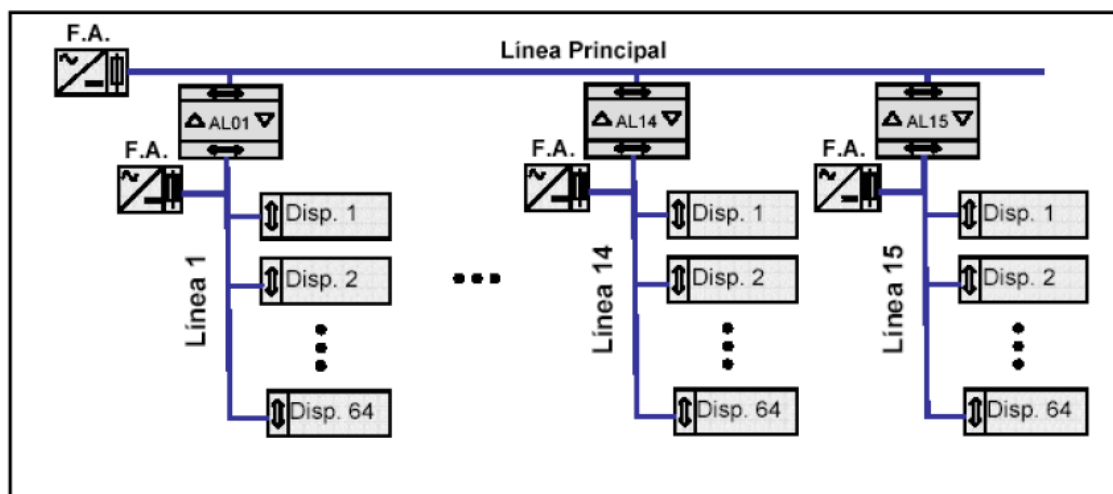 F.A.
Línea Principal
AL01
AL14
AL15
F.A.
F.A.
F.A.
Línea 1
Disp. 1
Disp. 2
Disp. 64
Línea 14
Disp. 1
Disp. 2
Disp. 64
Línea 15
Disp. 1
Disp. 2
Disp. 64